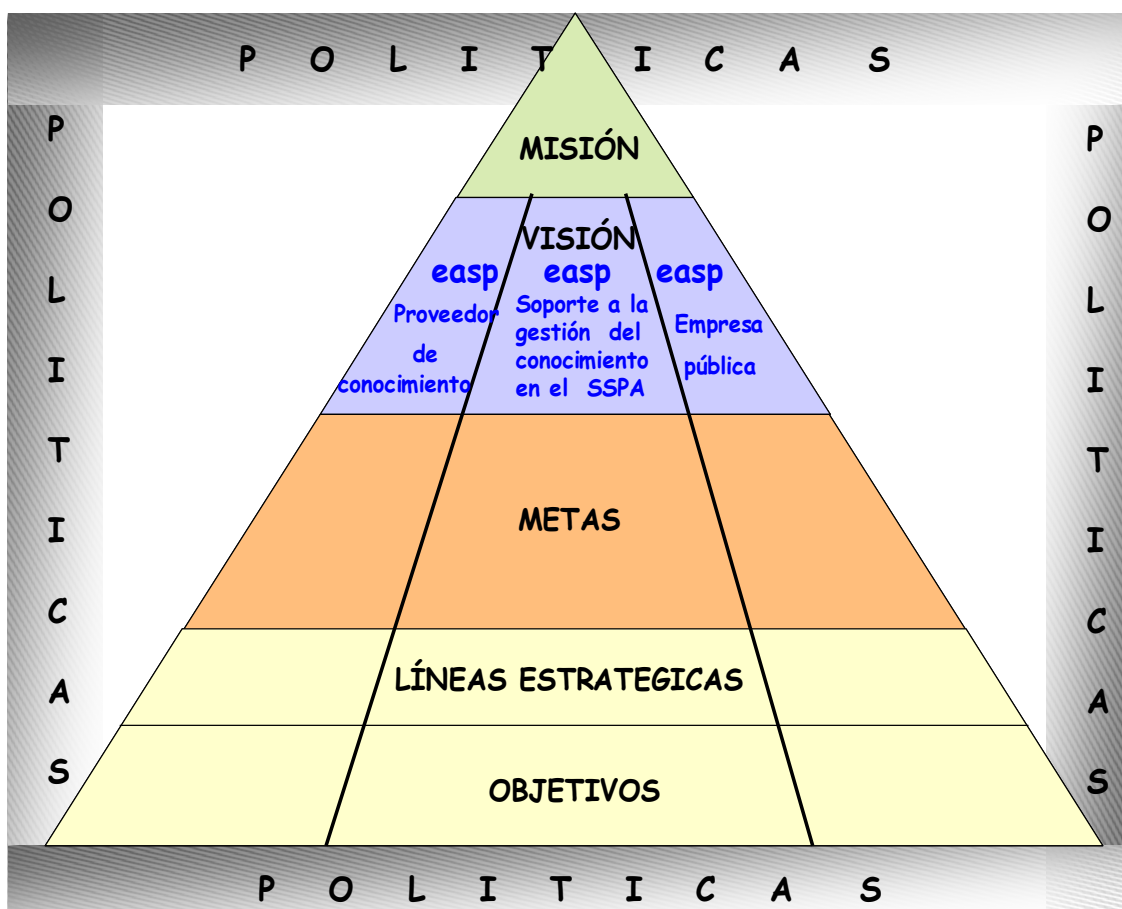 P O L I T I C A S
P O L I T I C A S
P O L I T I C A S
MISIÓN
VISIÓN
easp
Proveedor
de
conocimiento
easp
Soporte a la
gestión del
conocimiento
en el SSPA
easp
Empresa
pública
METAS
LÍNEAS ESTRATEGICAS
OBJETIVOS
P O L I T I C A S